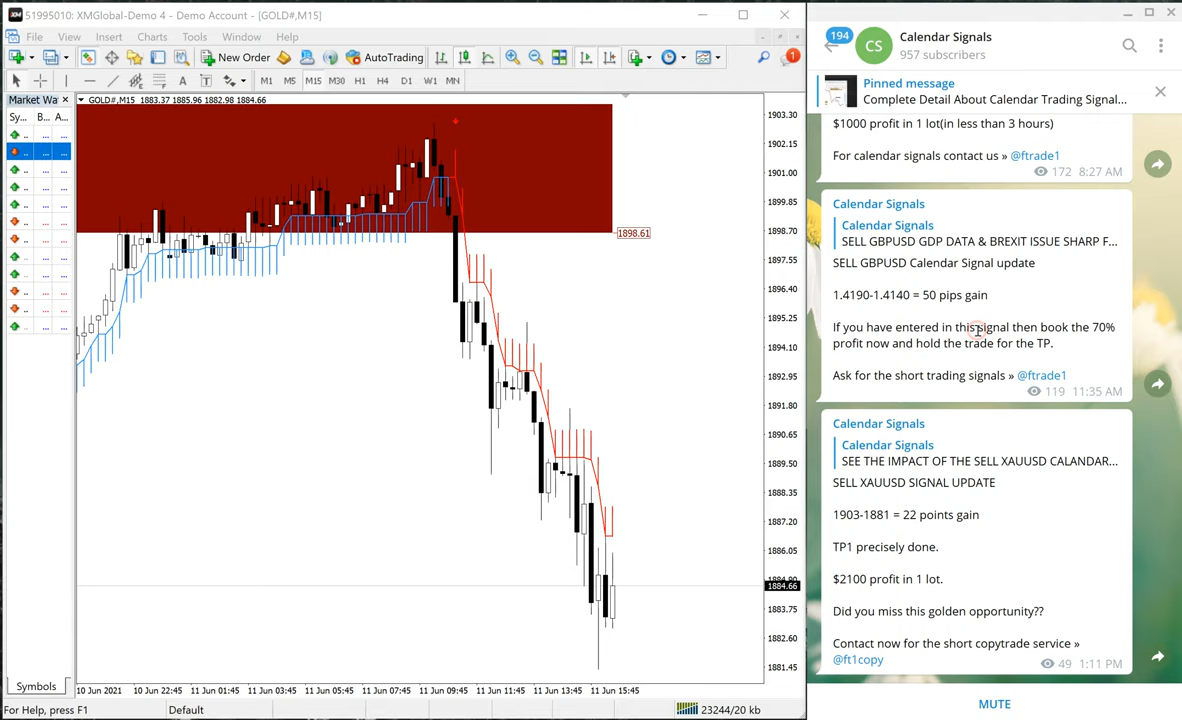 51995010: XMGlobal-Demo 4 - Demo Account - [GOLD#,M15]
File View Insert Charts Tools Window Help
New Order AutoTrading 1
A M1 M5 M15 M30 H1 H4 D1 W1 MN
Market Wa
Sy... B... A...
GOLD#,M15 1883.37 1885.96 1882.98 1884.66
1903.30
1902.15
1901.00
1899.85
1898.70
1898.61
1897.55
1896.40
1895.25
1894.10
1892.95
1891.80
1890.65
1889.50
1888.35
1887.20
1886.05
1884.90
1884.66
1883.75
1882.60
1881.45
10 Jun 2021 10 Jun 22:45 11 Jun 01:45 11 Jun 03:45 11 Jun 05:45 11 Jun 07:45 11 Jun 09:45 11 Jun 11:45 11 Jun 13:45 11 Jun 15:45
Symbols
For Help, press F1 Default 23244/20 kb
194
CS
Calendar Signals
957 subscribers
Pinned message
Complete Detail About Calendar Trading Signal...
$1000 profit in 1 lot(in less than 3 hours)
For calendar signals contact us » @ftrade1
172 8:27 AM
Calendar Signals
Calendar Signals
SELL GBPUSD GDP DATA & BREXIT ISSUE SHARP F...
SELL GBPUSD Calendar Signal update
1.4190-1.4140 = 50 pips gain
If you have entered in this signal then book the 70%
profit now and hold the trade for the TP.
Ask for the short trading signals » @ftrade1
119 11:35 AM
Calendar Signals
Calendar Signals
SEE THE IMPACT OF THE SELL XAUUSD CALANDAR...
SELL XAUUSD SIGNAL UPDATE
1903-1881 = 22 points gain
TP1 precisely done.
$2100 profit in 1 lot.
Did you miss this golden opportunity??
Contact now for the short copytrade service »
@ft1copy
49 1:11 PM
MUTE